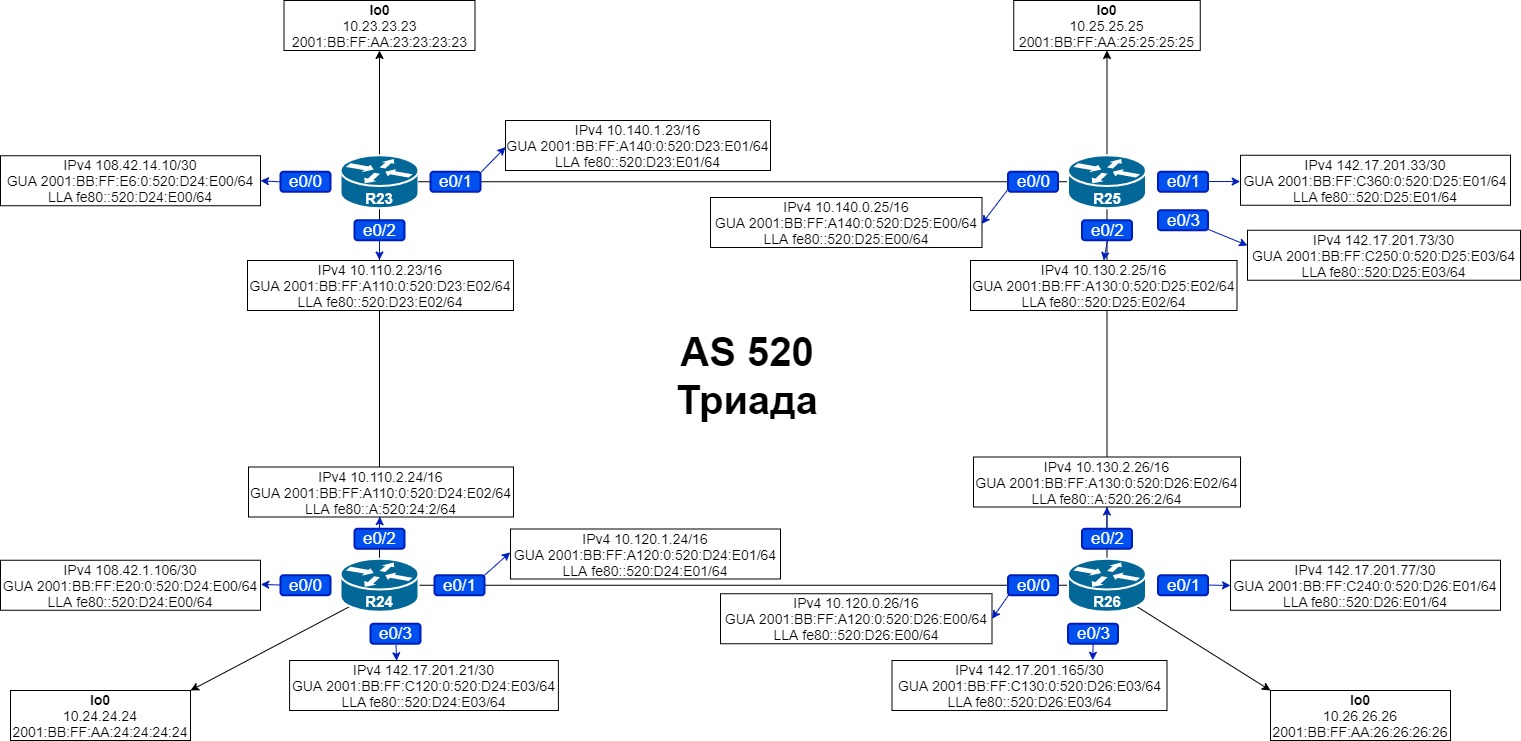 lo0
10.23.23.23
2001:BB:FF:AA:23:23:23:23
lo0
10.25.25.25
2001:BB:FF:AA:25:25:25:25
IPv4 108.42.14.10/30
GUA 2001:BB:FF:E6:0:520:D24:E00/64
LLA fe80::520:D24:E00/64
e0/0
R23
e0/1
IPv4 10.140.1.23/16
GUA 2001:BB:FF:A140:0:520:D23:E01/64
LLA fe80::520:D23:E01/64
e0/2
IPv4 10.110.2.23/16
GUA 2001:BB:FF:A110:0:520:D23:E02/64
LLA fe80::520:D23:E02/64
IPv4 10.140.0.25/16
GUA 2001:BB:FF:A140:0:520:D25:E00/64
LLA fe80::520:D25:E00/64
e0/0
R25
e0/1
IPv4 142.17.201.33/30
GUA 2001:BB:FF:C360:0:520:D25:E01/64
LLA fe80::520:D25:E01/64
e0/3
IPv4 142.17.201.73/30
GUA 2001:BB:FF:C250:0:520:D25:E03/64
LLA fe80::520:D25:E03/64
e0/2
IPv4 10.130.2.25/16
GUA 2001:BB:FF:A130:0:520:D25:E02/64
LLA fe80::520:D25:E02/64
AS 520
Триада
IPv4 10.110.2.24/16
GUA 2001:BB:FF:A110:0:520:D24:E02/64
LLA fe80::A:520:24:2/64
e0/2
IPv4 108.42.1.106/30
GUA 2001:BB:FF:E20:0:520:D24:E00/64
LLA fe80::520:D24:E00/64
e0/0
R24
e0/1
IPv4 10.120.1.24/16
GUA 2001:BB:FF:A120:0:520:D24:E01/64
LLA fe80::520:D24:E01/64
e0/3
IPv4 142.17.201.21/30
GUA 2001:BB:FF:C120:0:520:D24:E03/64
LLA fe80::520:D24:E03/64
lo0
10.24.24.24
2001:BB:FF:AA:24:24:24:24
IPv4 10.130.2.26/16
GUA 2001:BB:FF:A130:0:520:D26:E02/64
LLA fe80::A:520:26:2/64
e0/2
IPv4 10.120.0.26/16
GUA 2001:BB:FF:A120:0:520:D26:E00/64
LLA fe80::520:D26:E00/64
e0/0
R26
e0/1
IPv4 142.17.201.77/30
GUA 2001:BB:FF:C240:0:520:D26:E01/64
LLA fe80::520:D26:E01/64
e0/3
IPv4 142.17.201.165/30
GUA 2001:BB:FF:C130:0:520:D26:E03/64
LLA fe80::520:D26:E03/64
lo0
10.26.26.26
2001:BB:FF:AA:26:26:26:26